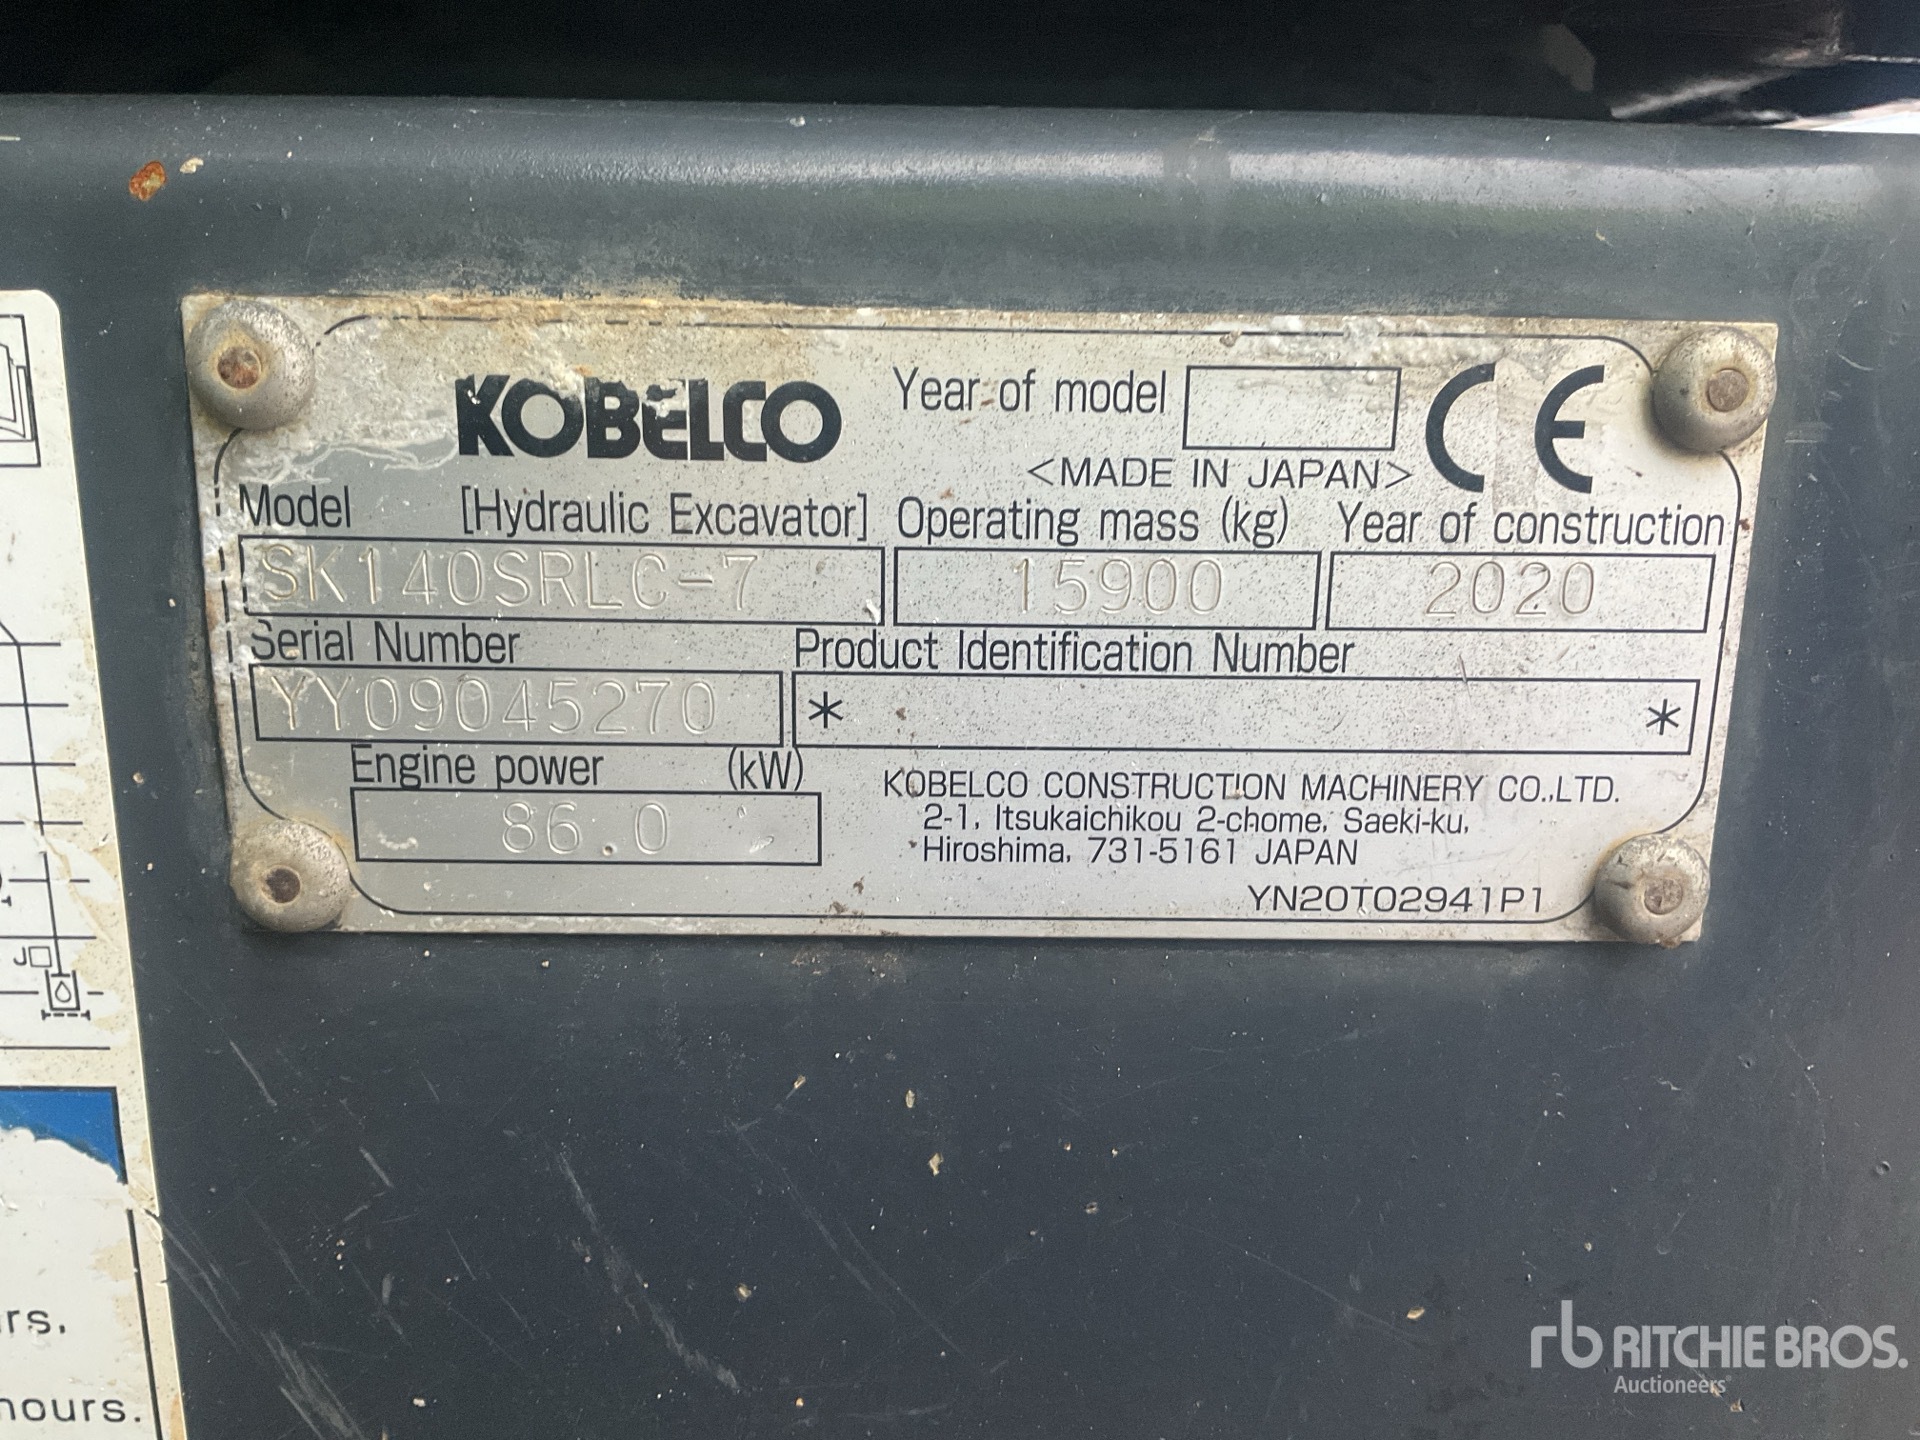 KOBELCO
Year of model
<MADE IN JAPAN>
CE
Model [Hydraulic Excavator] Operating mass (kg) Year of construction
SK140SRLC-7 15900 2020
Serial Number Product Identification Number
YY09045270 * *
Engine power (kW)
86.0
KOBELCO CONSTRUCTION MACHINERY CO.,LTD.
2-1, Itsukaichikou 2-chome, Saeki-ku,
Hiroshima, 731-5161 JAPAN
YN20T02941P1
J
rs.
hours.
rb RITCHIE BROS.
Auctioneers